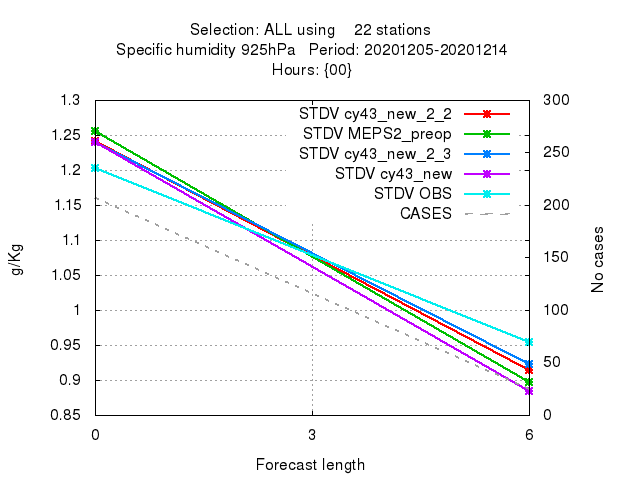 Selection: ALL using    22 stations
Specific humidity 925hPa   Period: 20201205-20201214
Hours: {00}
STDV cy43_new_2_2
STDV MEPS2_preop
STDV cy43_new_2_3
STDV cy43_new
STDV OBS
CASES
1.3
1.25
1.2
1.15
1.1
1.05
1
0.95
0.9
0.85
g/Kg
300
250
200
150
100
50
0
No cases
0 3 6
Forecast length